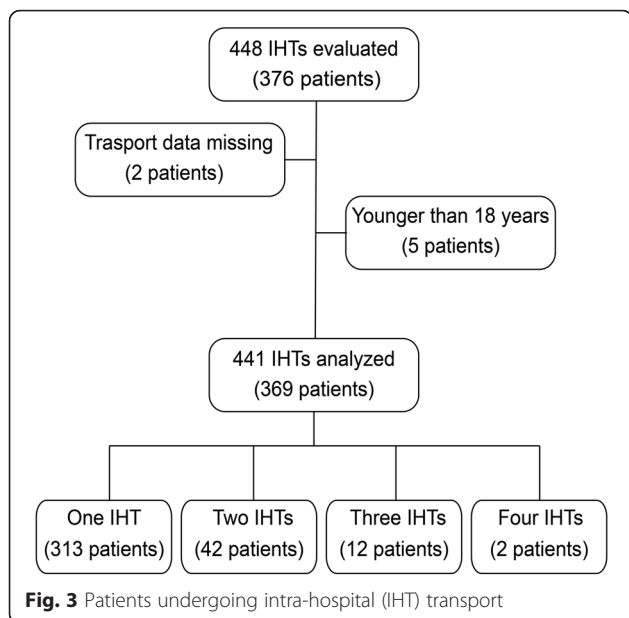 448 IHTs evaluated
(376 patients)
Trasport data missing
(2 patients)
Younger than 18 years
(5 patients)
441 IHTs analyzed
(369 patients)
One IHT
(313 patients)
Two IHTs
(42 patients)
Three IHTs
(12 patients)
Four IHTs
(2 patients)
Fig. 3 Patients undergoing intra-hospital (IHT) transport